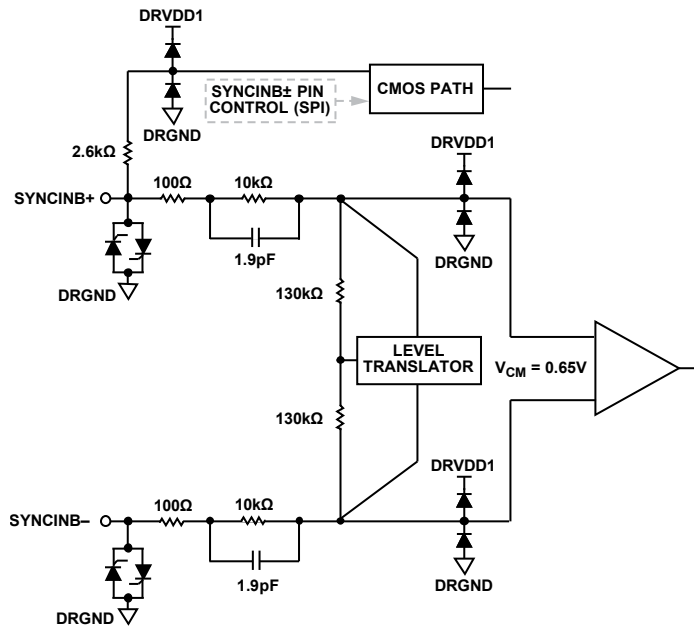 DRVDD1
SYNCINB± PIN
CONTROL (SPI)
CMOS PATH
DRGND
2.6kΩ
DRVDD1
SYNCINB+
100Ω
10kΩ
1.9pF
DRGND
DRGND
130kΩ
LEVEL
TRANSLATOR
VCM = 0.65V
130kΩ
DRVDD1
SYNCINB–
100Ω
10kΩ
1.9pF
DRGND
DRGND